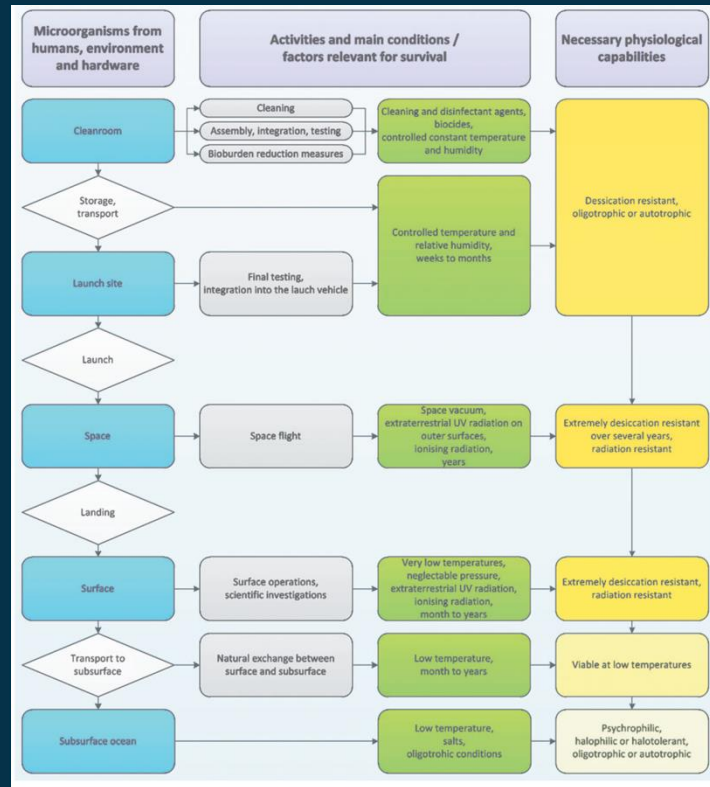 Microorganisms from
humans, environment
and hardware
Activities and main conditions /
factors relevant for survival
Necessary physiological
capabilities
Cleanroom
Cleaning
Assembly, integration, testing
Bioburden reduction measures
Cleaning and disinfectant agents,
biocides,
controlled constant temperature
and humidity
Dessication resistant,
oligotrophic or autotrophic
Storage,
transport
Controlled temperature and
relative humidity,
weeks to months
Launch site
Final testing,
integration into the lauch vehicle
Launch
Space
Space flight
Space vacuum,
extraterrestrial UV radiation on
outer surfaces,
ionising radiation,
years
Extremely desiccation resistant
over several years,
radiation resistant
Landing
Surface
Surface operations,
scientific investigations
Very low temperatures,
neglectable pressure,
extraterrestrial UV radiation,
ionising radiation,
month to years
Extremely desiccation resistant,
radiation resistant
Transport to
subsurface
Natural exchange between
surface and subsurface
Low temperature,
month to years
Viable at low temperatures
Subsurface ocean
Low temperature,
salts,
oligotrohic conditions
Psychrophilic,
halophilic or halotolerant,
oligotrophic or autotrophic